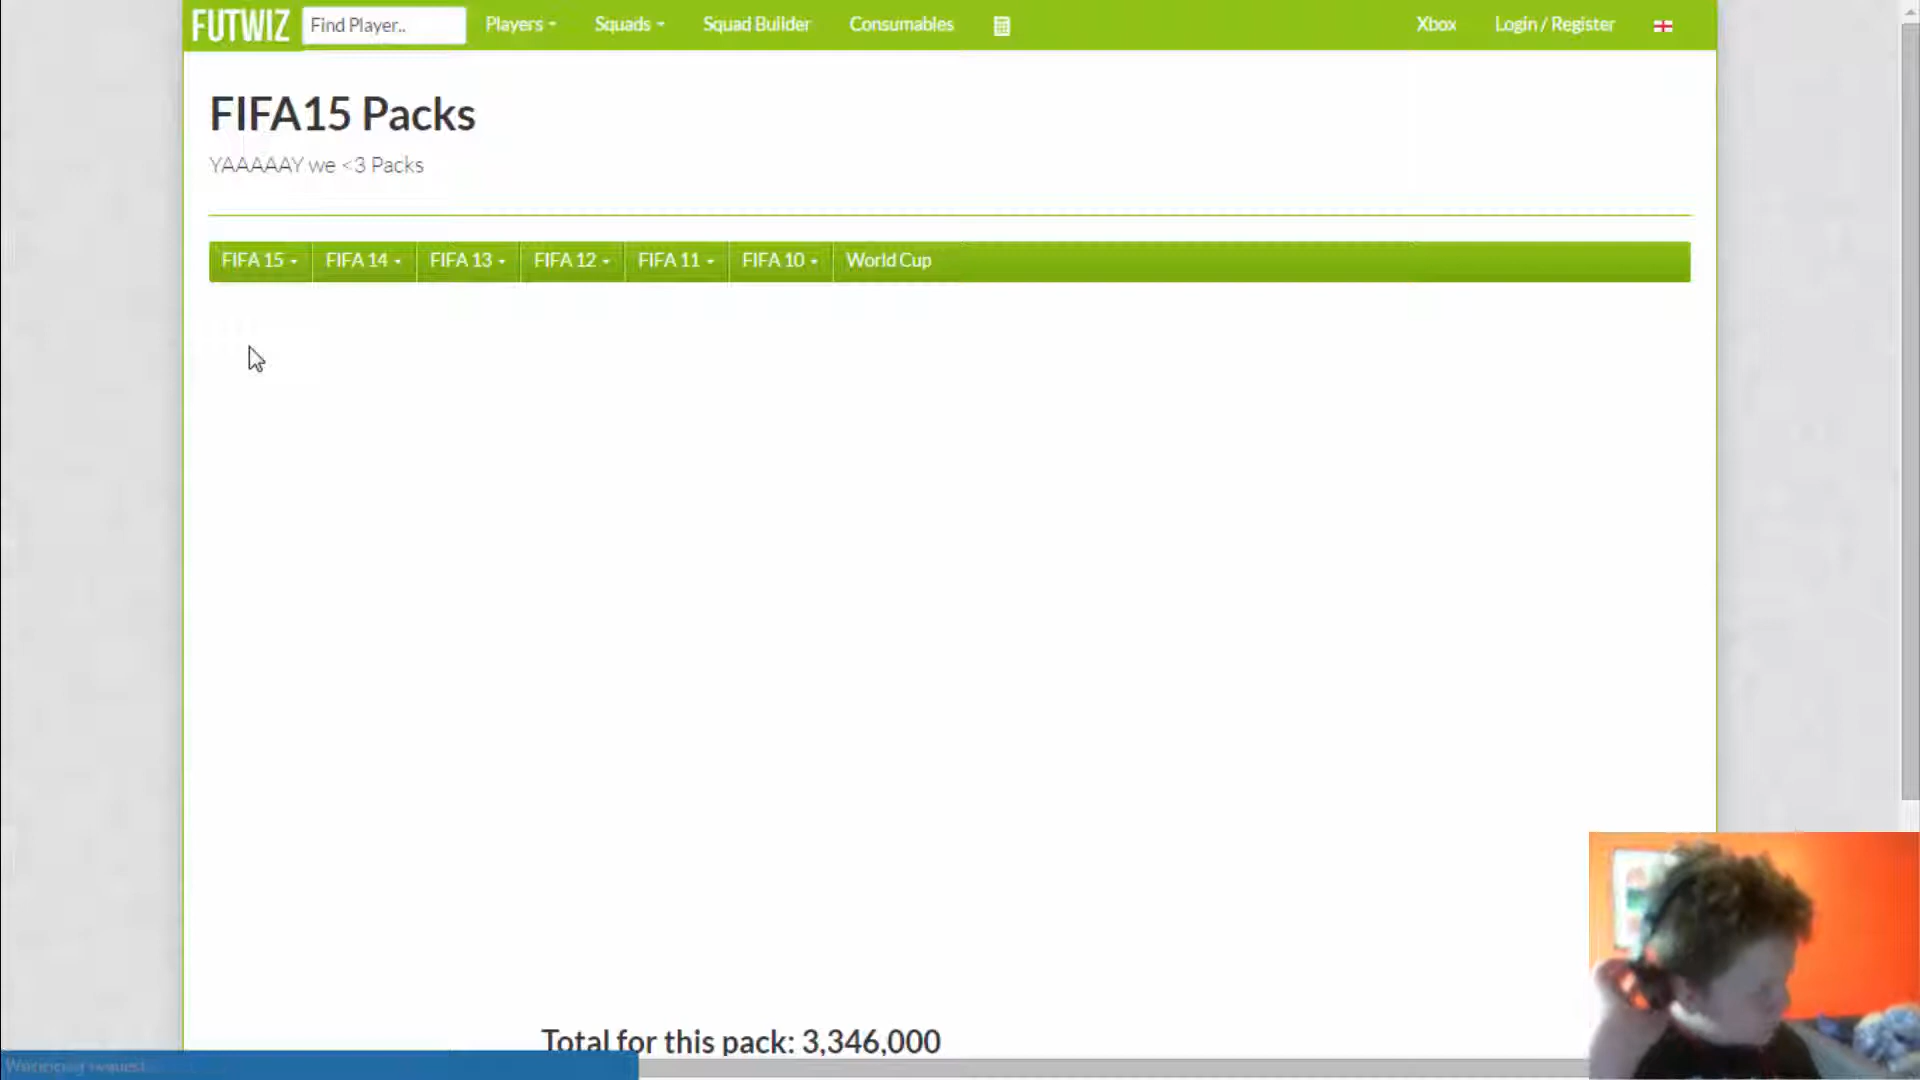 FUTWIZ Find Player.. Players Squads Squad Builder Consumables Xbox Login / Register
FIFA15 Packs
YAAAAAY we <3 Packs
FIFA 15 FIFA 14 FIFA 13 FIFA 12 FIFA 11 FIFA 10 World Cup
Total for this pack: 3,346,000